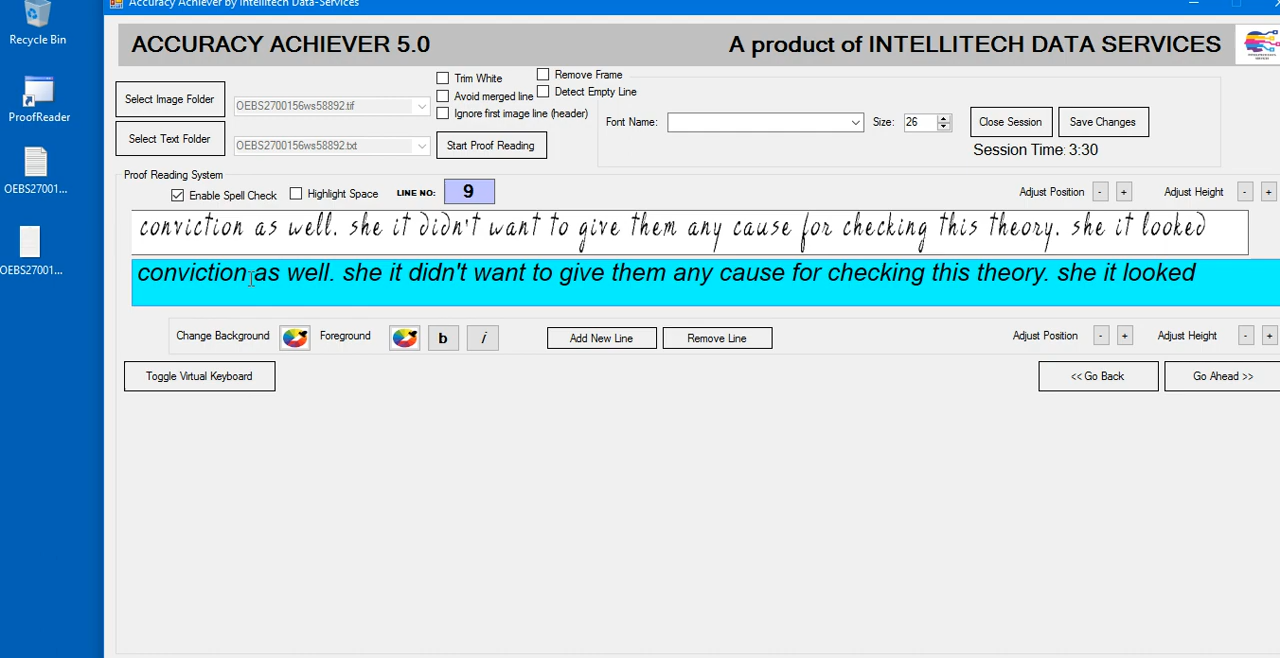 Accuracy Achiever by Intellitech Data-Services
Recycle Bin
ACCURACY ACHIEVER 5.0
A product of INTELLITECH DATA SERVICES
Trim White
Remove Frame
Select Image Folder
OEBS2700156ws58892.tif
Avoid merged line
Detect Empty Line
ProofReader
Ignore first image line (header)
Font Name:
Size:
26
Close Session
Save Changes
Select Text Folder
OEBS2700156ws58892.txt
Start Proof Reading
Session Time: 3:30
Proof Reading System
OEBS27001...
Enable Spell Check
Highlight Space
LINE NO:
9
Adjust Position
-
+
Adjust Height
-
+
conviction as well. she it didn't want to give them any cause for checking this theory. she it looked
conviction as well. she it didn't want to give them any cause for checking this theory. she it looked
OEBS27001...
Change Background
Foreground
b
i
Add New Line
Remove Line
Adjust Position
-
+
Adjust Height
-
+
Toggle Virtual Keyboard
<< Go Back
Go Ahead >>